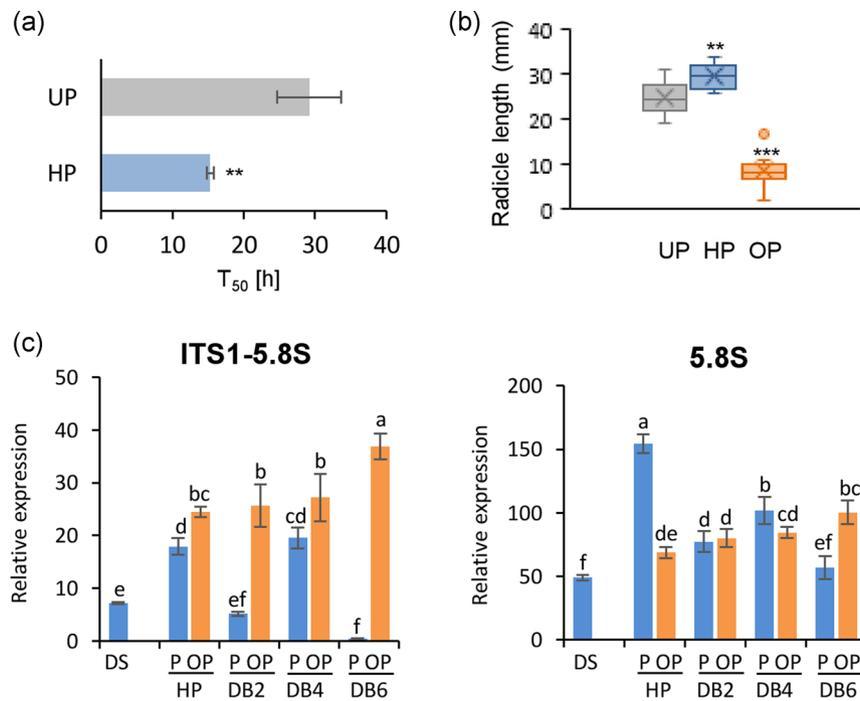 (a)
UP
HP
**
0 10 20 30 40
T50 [h]
(b)
Radicle length (mm)
40
30
20
10
0
**
***
UP HP OP
(c)
ITS1-5.8S
Relative expression
50
40
30
20
10
0
e
d
bc
ef
b
cd
b
f
a
DS P OP P OP P OP P OP
HP DB2 DB4 DB6
5.8S
Relative expression
200
150
100
50
0
f
a
de
d
d
b
cd
ef
bc
DS P OP P OP P OP P OP
HP DB2 DB4 DB6